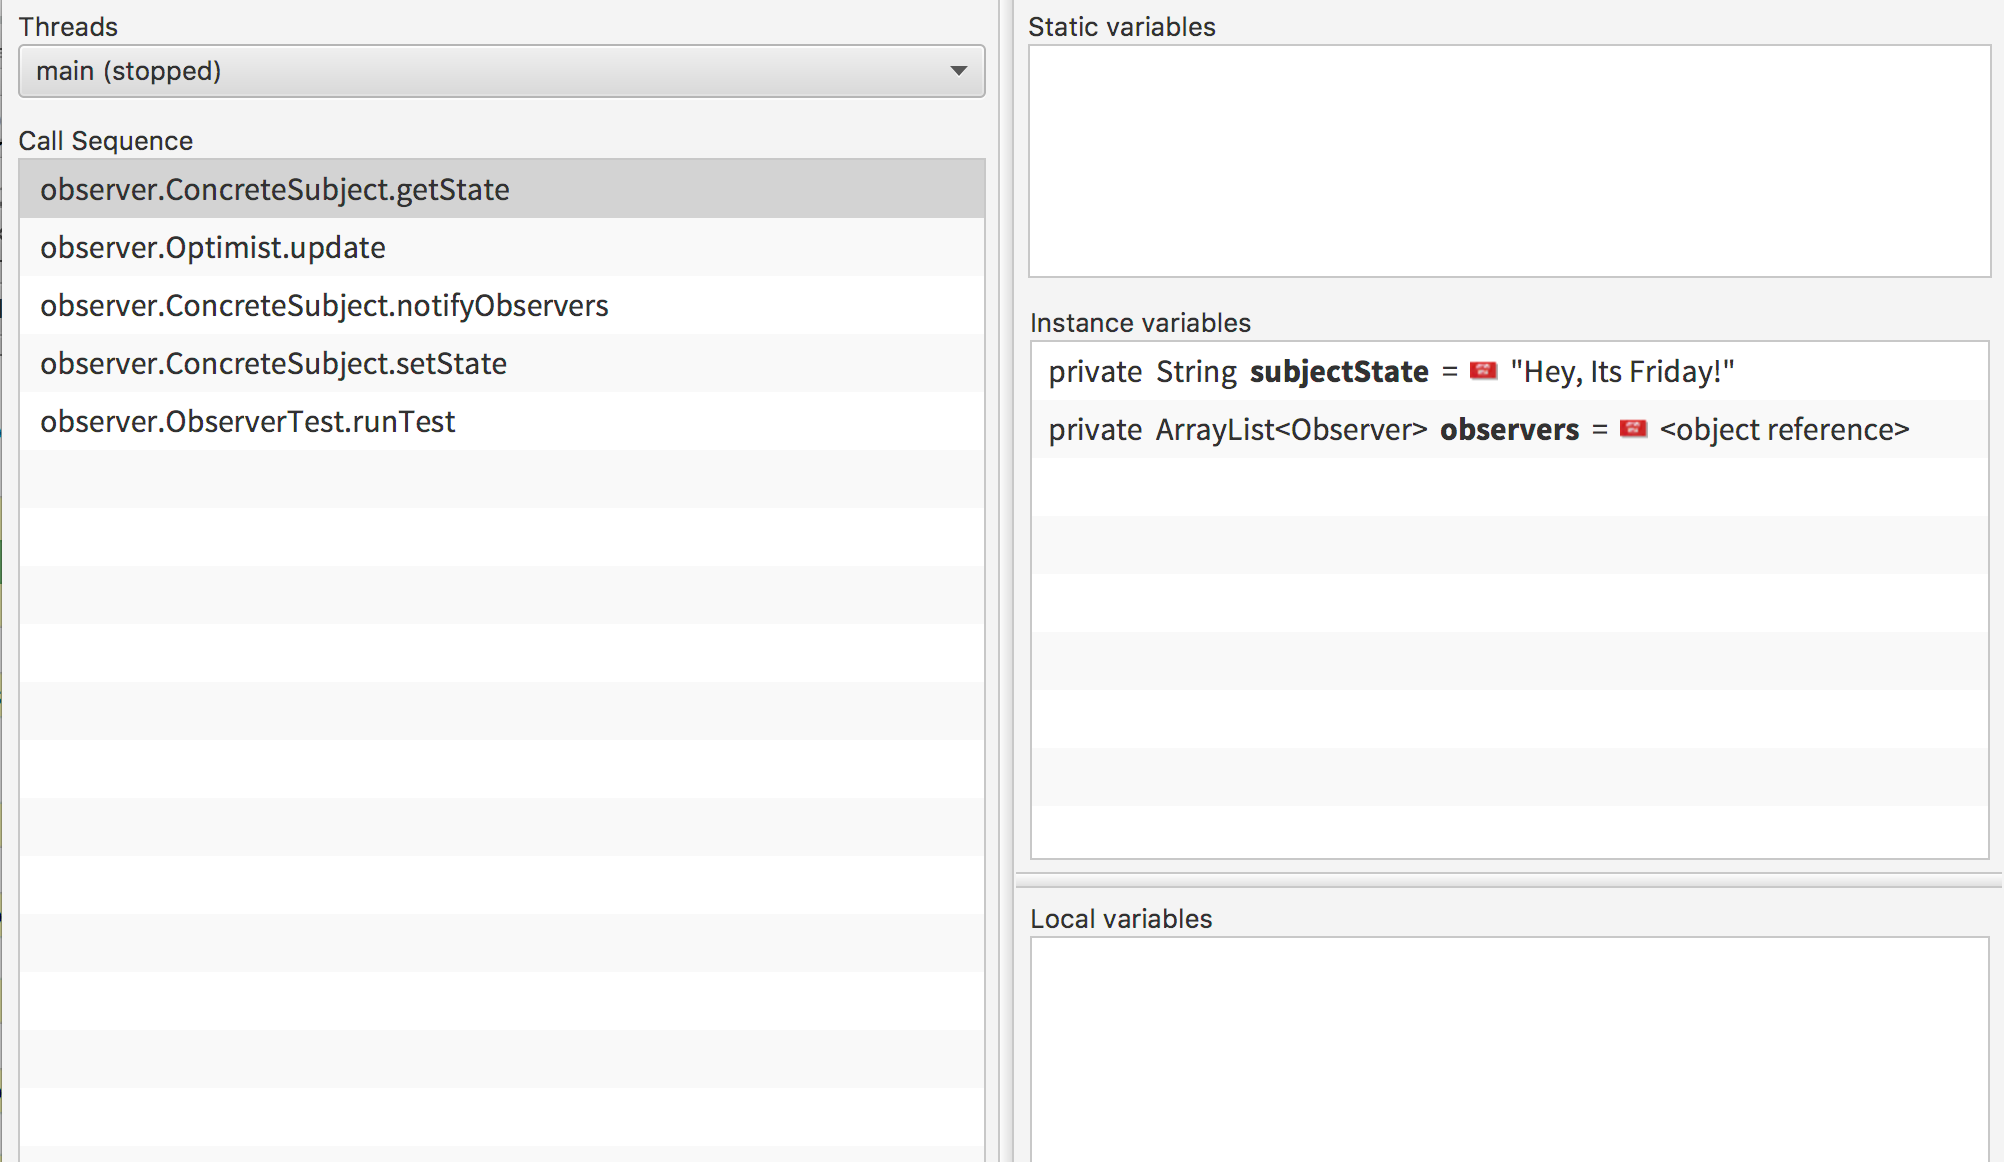 Threads
main (stopped)
Call Sequence
observer.ConcreteSubject.getState
observer.Optimist.update
observer.ConcreteSubject.notifyObservers
observer.ConcreteSubject.setState
observer.ObserverTest.runTest
Static variables
Instance variables
private String subjectState = "Hey, Its Friday!"
private ArrayList<Observer> observers = <object reference>
Local variables